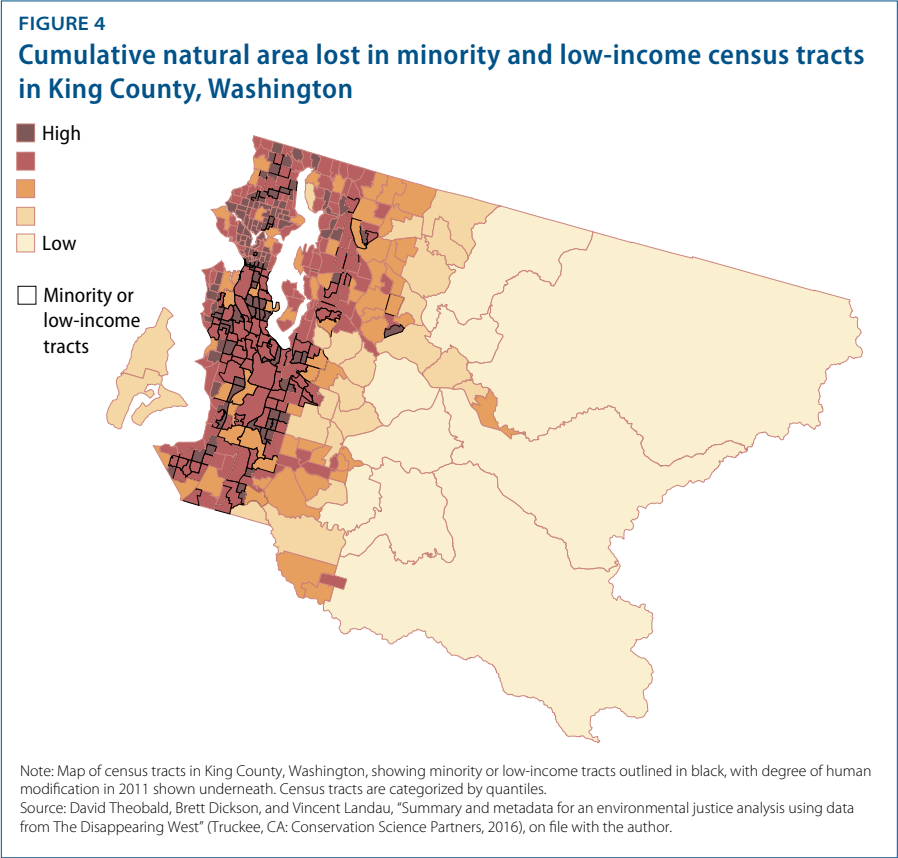 FIGURE 4
Cumulative natural area lost in minority and low-income census tracts
in King County, Washington
High
Low
Minority or
low-income
tracts
Note: Map of census tracts in King County, Washington, showing minority or low-income tracts outlined in black, with degree of human
modification in 2011 shown underneath. Census tracts are categorized by quantiles.
Source: David Theobald, Brett Dickson, and Vincent Landau, “Summary and metadata for an environmental justice analysis using data
from The Disappearing West” (Truckee, CA: Conservation Science Partners, 2016), on file with the author.